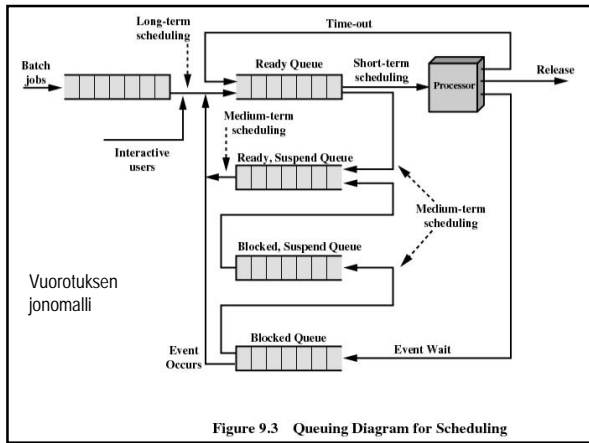 Long-term
scheduling
Time-out
Batch
jobs
Ready Queue
Short-term
scheduling
Processor
Release
Interactive
users
Medium-term
scheduling
Ready, Suspend Queue
Medium-term
scheduling
Blocked, Suspend Queue
Vuorotuksen
jonomalli
Blocked Queue
Event
Occurs
Event Wait
Figure 9.3 Queuing Diagram for Scheduling